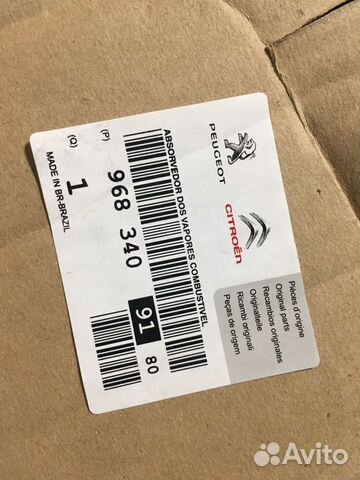 PEUGEOT
CITROËN
Pièces d'origine
Original parts
Recambios originales
Originalteile
Ricambi originali
Peças de origem
ABSORVEDOR DOS VAPORES COMBUSTIVEL
(P) 968 340 91 80
(Q) 1
MADE IN BR-BRAZIL
Avito